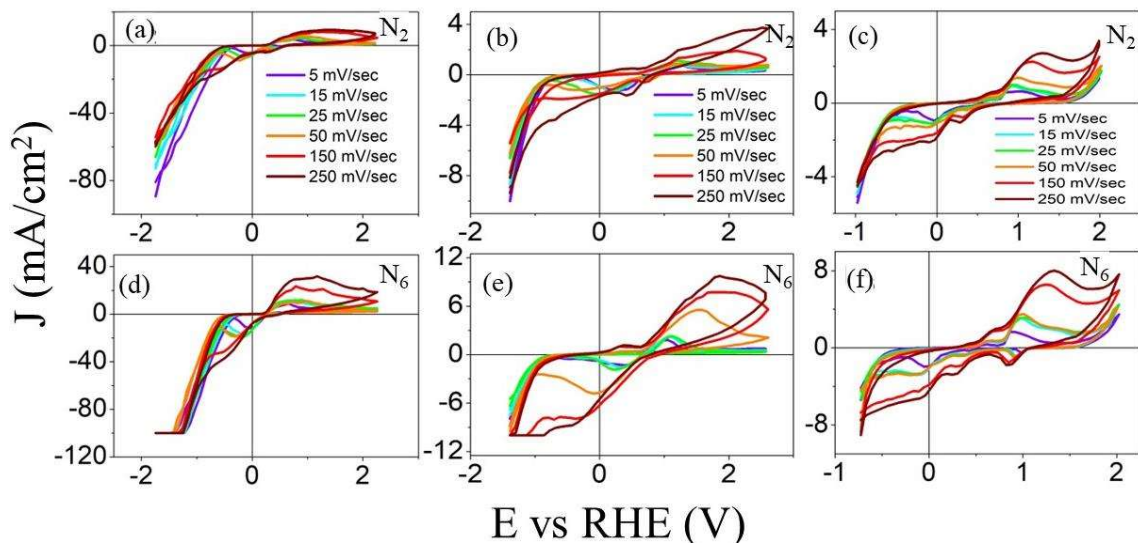 (a)
N₂
0
-40
-80
-2
0
2
5 mV/sec
15 mV/sec
25 mV/sec
50 mV/sec
150 mV/sec
250 mV/sec
(b)
N₂
4
0
-4
-8
-2
0
2
5 mV/sec
15 mV/sec
25 mV/sec
50 mV/sec
150 mV/sec
250 mV/sec
(c)
N₂
4
0
-4
-1
0
1
2
5 mV/sec
15 mV/sec
25 mV/sec
50 mV/sec
150 mV/sec
250 mV/sec
(d)
N₆
40
0
-40
-80
-120
-2
0
2
(e)
N₆
12
6
0
-6
-12
-2
0
2
(f)
N₆
8
0
-8
-1
0
1
2
J (mA/cm²)
E vs RHE (V)